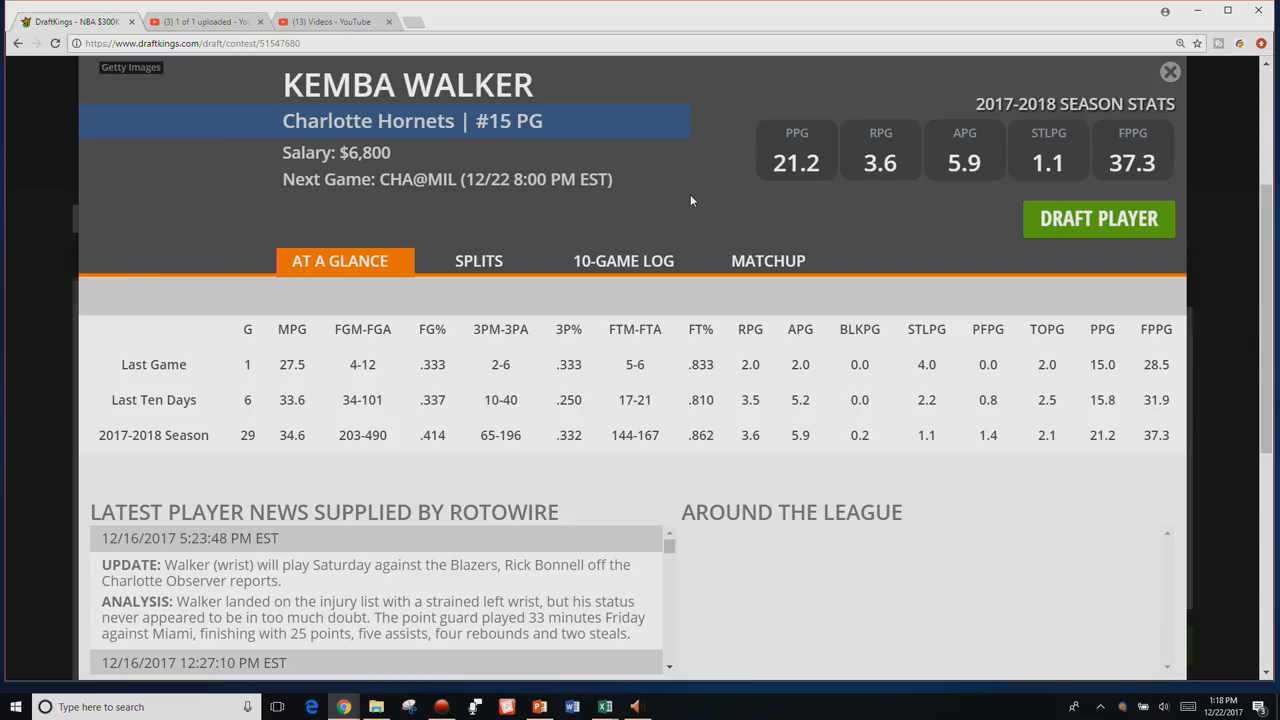 DraftKings - NBA $300K
(3) 1 of 1 uploaded - You
(13) Videos - YouTube
https://www.draftkings.com/draft/contest/51547680
Getty Images
KEMBA WALKER
Charlotte Hornets | #15 PG
Salary: $6,800
Next Game: CHA@MIL (12/22 8:00 PM EST)
2017-2018 SEASON STATS
PPG RPG APG STLPG FPPG
21.2 3.6 5.9 1.1 37.3
DRAFT PLAYER
AT A GLANCE SPLITS 10-GAME LOG MATCHUP
G MPG FGM-FGA FG% 3PM-3PA 3P% FTM-FTA FT% RPG APG BLKPG STLPG PFPG TOPG PPG FPPG
Last Game 1 27.5 4-12 .333 2-6 .333 5-6 .833 2.0 2.0 0.0 4.0 0.0 2.0 15.0 28.5
Last Ten Days 6 33.6 34-101 .337 10-40 .250 17-21 .810 3.5 5.2 0.0 2.2 0.8 2.5 15.8 31.9
2017-2018 Season 29 34.6 203-490 .414 65-196 .332 144-167 .862 3.6 5.9 0.2 1.1 1.4 2.1 21.2 37.3
LATEST PLAYER NEWS SUPPLIED BY ROTOWIRE
12/16/2017 5:23:48 PM EST
UPDATE: Walker (wrist) will play Saturday against the Blazers, Rick Bonnell off the
Charlotte Observer reports.
ANALYSIS: Walker landed on the injury list with a strained left wrist, but his status
never appeared to be in too much doubt. The point guard played 33 minutes Friday
against Miami, finishing with 25 points, five assists, four rebounds and two steals.
12/16/2017 12:27:10 PM EST
AROUND THE LEAGUE
Type here to search
1:18 PM
12/22/2017